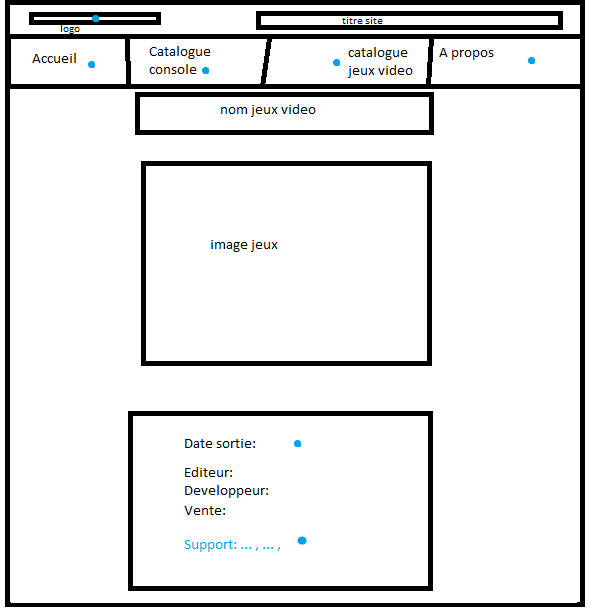 titre site
logo
Accueil
Catalogue
console
catalogue
jeux video
A propos
nom jeux video
image jeux
Date sortie:
Editeur:
Developpeur:
Vente:
Support: ... , ... ,